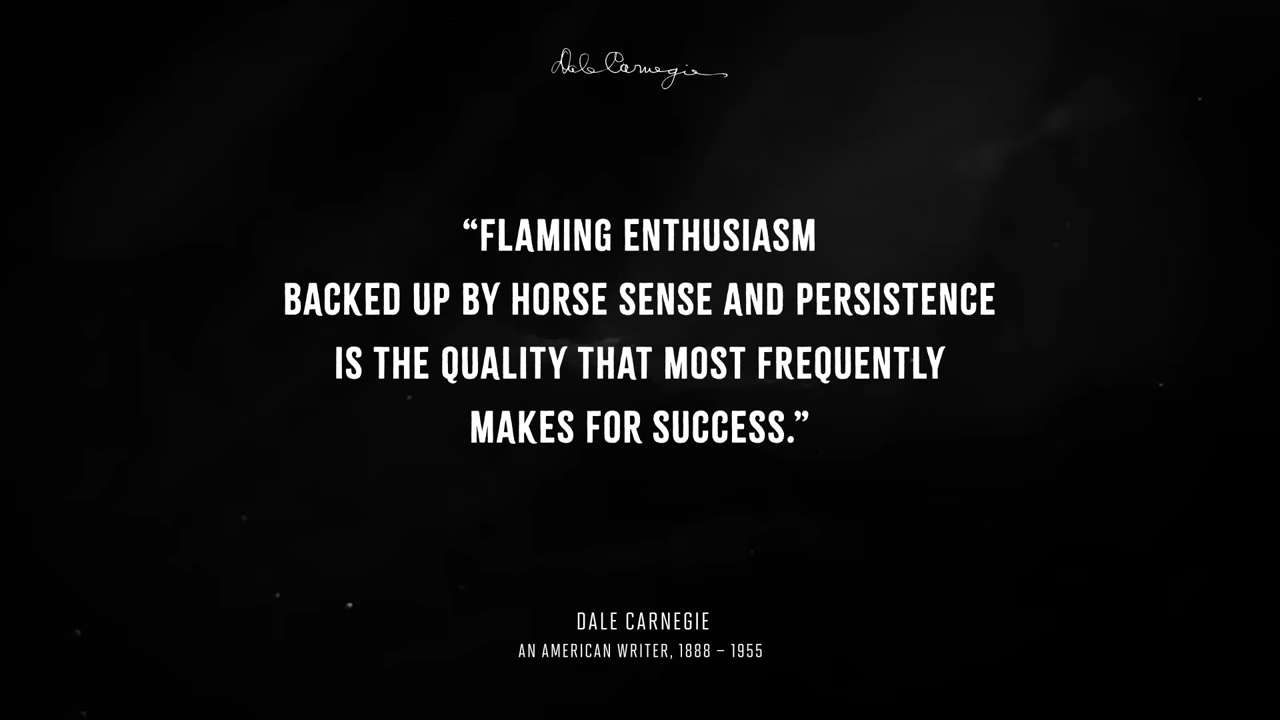 Dale Carnegie
“FLAMING ENTHUSIASM
BACKED UP BY HORSE SENSE AND PERSISTENCE
IS THE QUALITY THAT MOST FREQUENTLY
MAKES FOR SUCCESS.”
DALE CARNEGIE
AN AMERICAN WRITER, 1888 – 1955